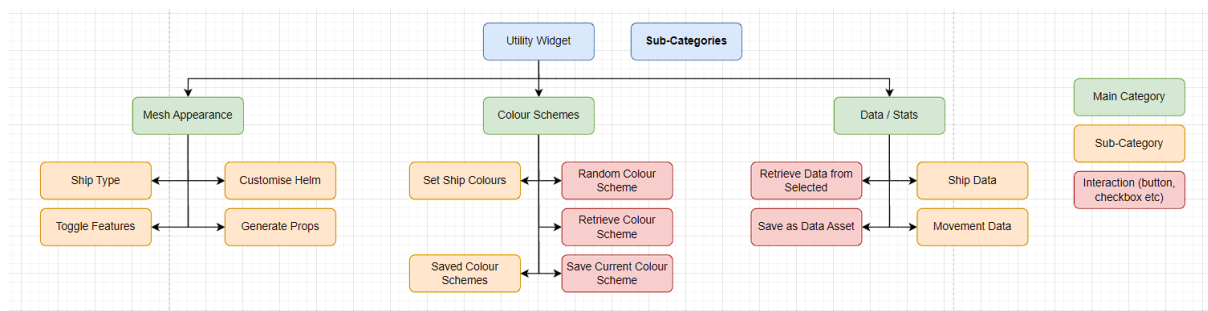 Utility Widget
Sub-Categories
Mesh Appearance
Colour Schemes
Data / Stats
Main Category
Sub-Category
Interaction (button,
checkbox etc)
Ship Type
Customise Helm
Toggle Features
Generate Props
Set Ship Colours
Random Colour
Scheme
Retrieve Colour
Scheme
Saved Colour
Schemes
Save Current Colour
Scheme
Retrieve Data from
Selected
Ship Data
Save as Data Asset
Movement Data